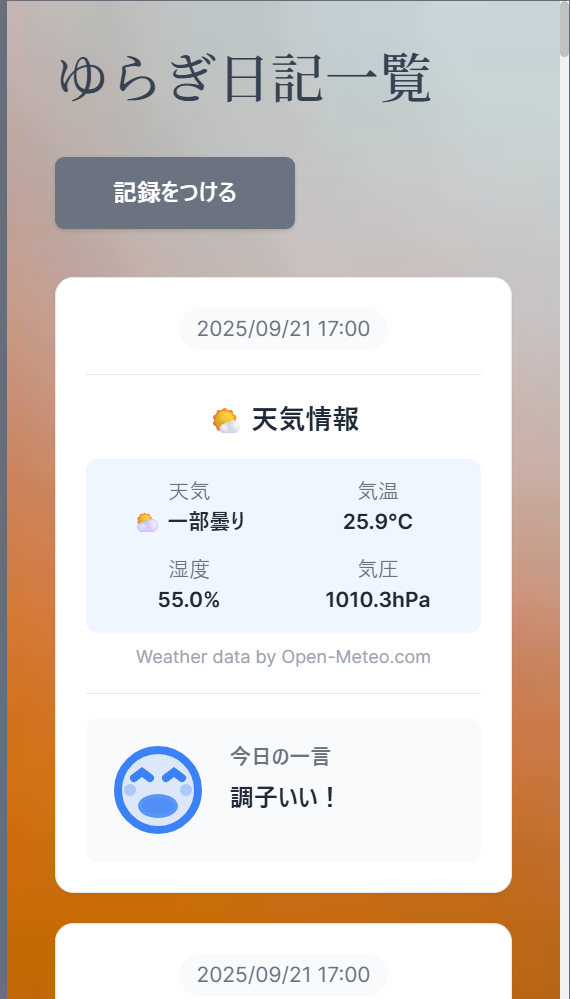 ゆらぎ日記一覧
記録をつける
2025/09/21 17:00
天気情報
天気 気温
一部曇り 25.9°C
湿度 気圧
55.0% 1010.3hPa
Weather data by Open-Meteo.com
今日の一言
調子いい！
2025/09/21 17:00